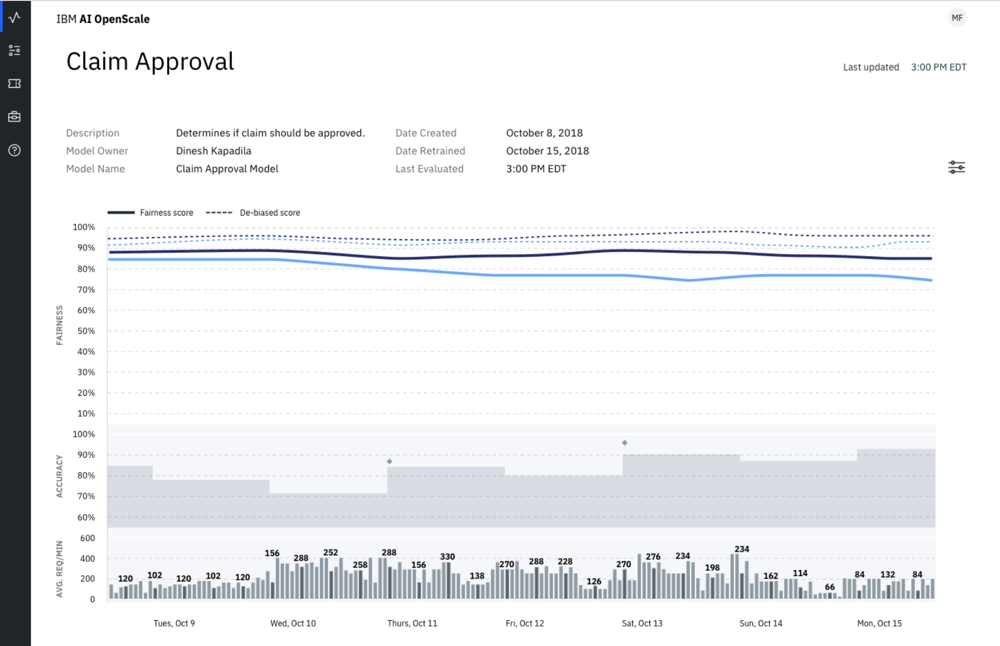 IBM AI OpenScale
MF
Claim Approval
Last updated 3:00 PM EDT
Description Determines if claim should be approved. Date Created October 8, 2018
Model Owner Dinesh Kapadila Date Retrained October 15, 2018
Model Name Claim Approval Model Last Evaluated 3:00 PM EDT
Fairness score De-biased score
FAIRNESS
100%
90%
80%
70%
60%
50%
40%
30%
20%
10%
ACCURACY
100%
90%
80%
70%
60%
AVG. REQ/MIN
600
400
200
0
120 102 120 102 120 156 288 252 258 288 156 330 138 270 288 228 126 270 276 234 198 234 162 114 66 84 132 84
Tues, Oct 9 Wed, Oct 10 Thurs, Oct 11 Fri, Oct 12 Sat, Oct 13 Sun, Oct 14 Mon, Oct 15